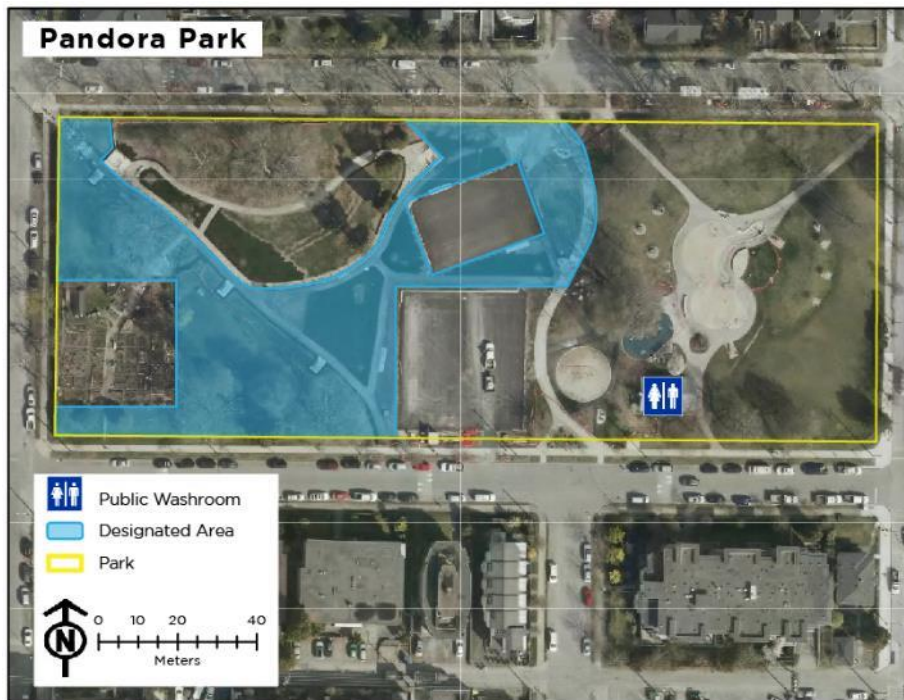 Pandora Park
Public Washroom
Designated Area
Park
N
0 10 20 40
Meters